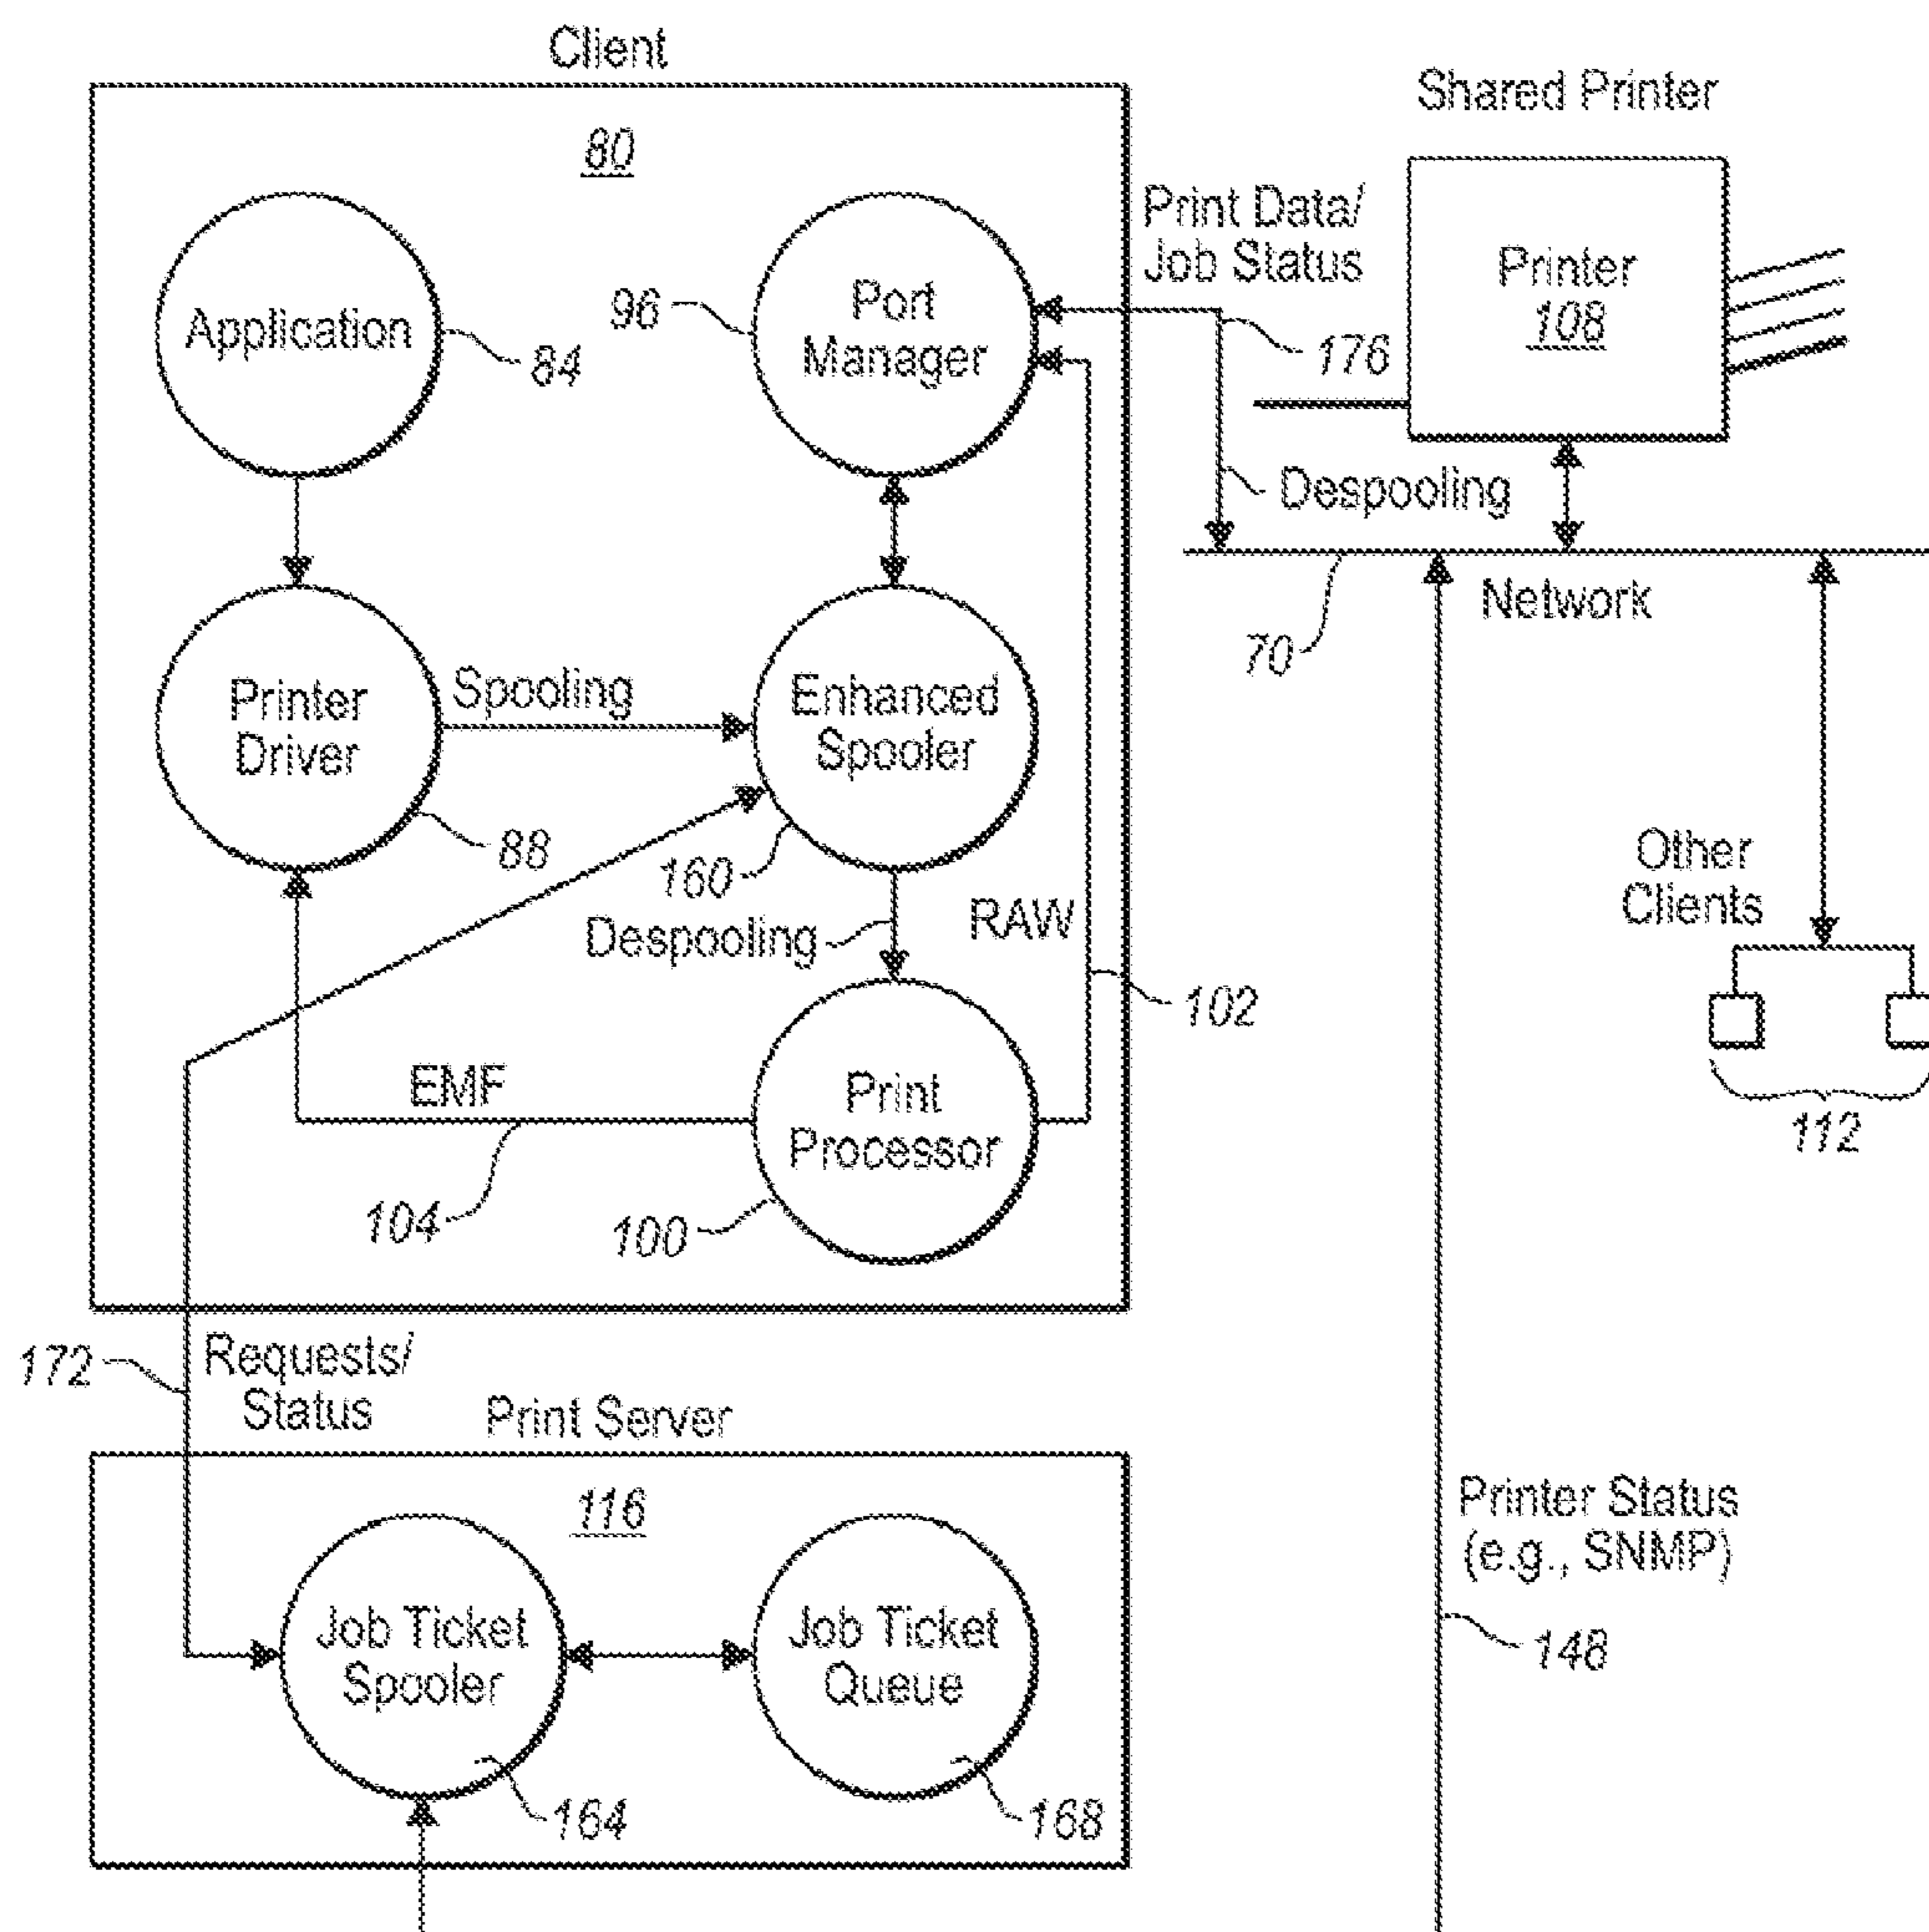 Client
Shared Printer
80
Application
84
96
Port
Manager
Print Data/
Job Status
176
Printer
108
Despooling
Network
70
Printer
Driver
88
Spooling
Enhanced
Spooler
160
Despooling
RAW
102
Other
Clients
112
EMF
104
Print
Processor
100
172
Requests/
Status
Print Server
116
Job Ticket
Spooler
164
Job Ticket
Queue
168
Printer Status
(e.g., SNMP)
148